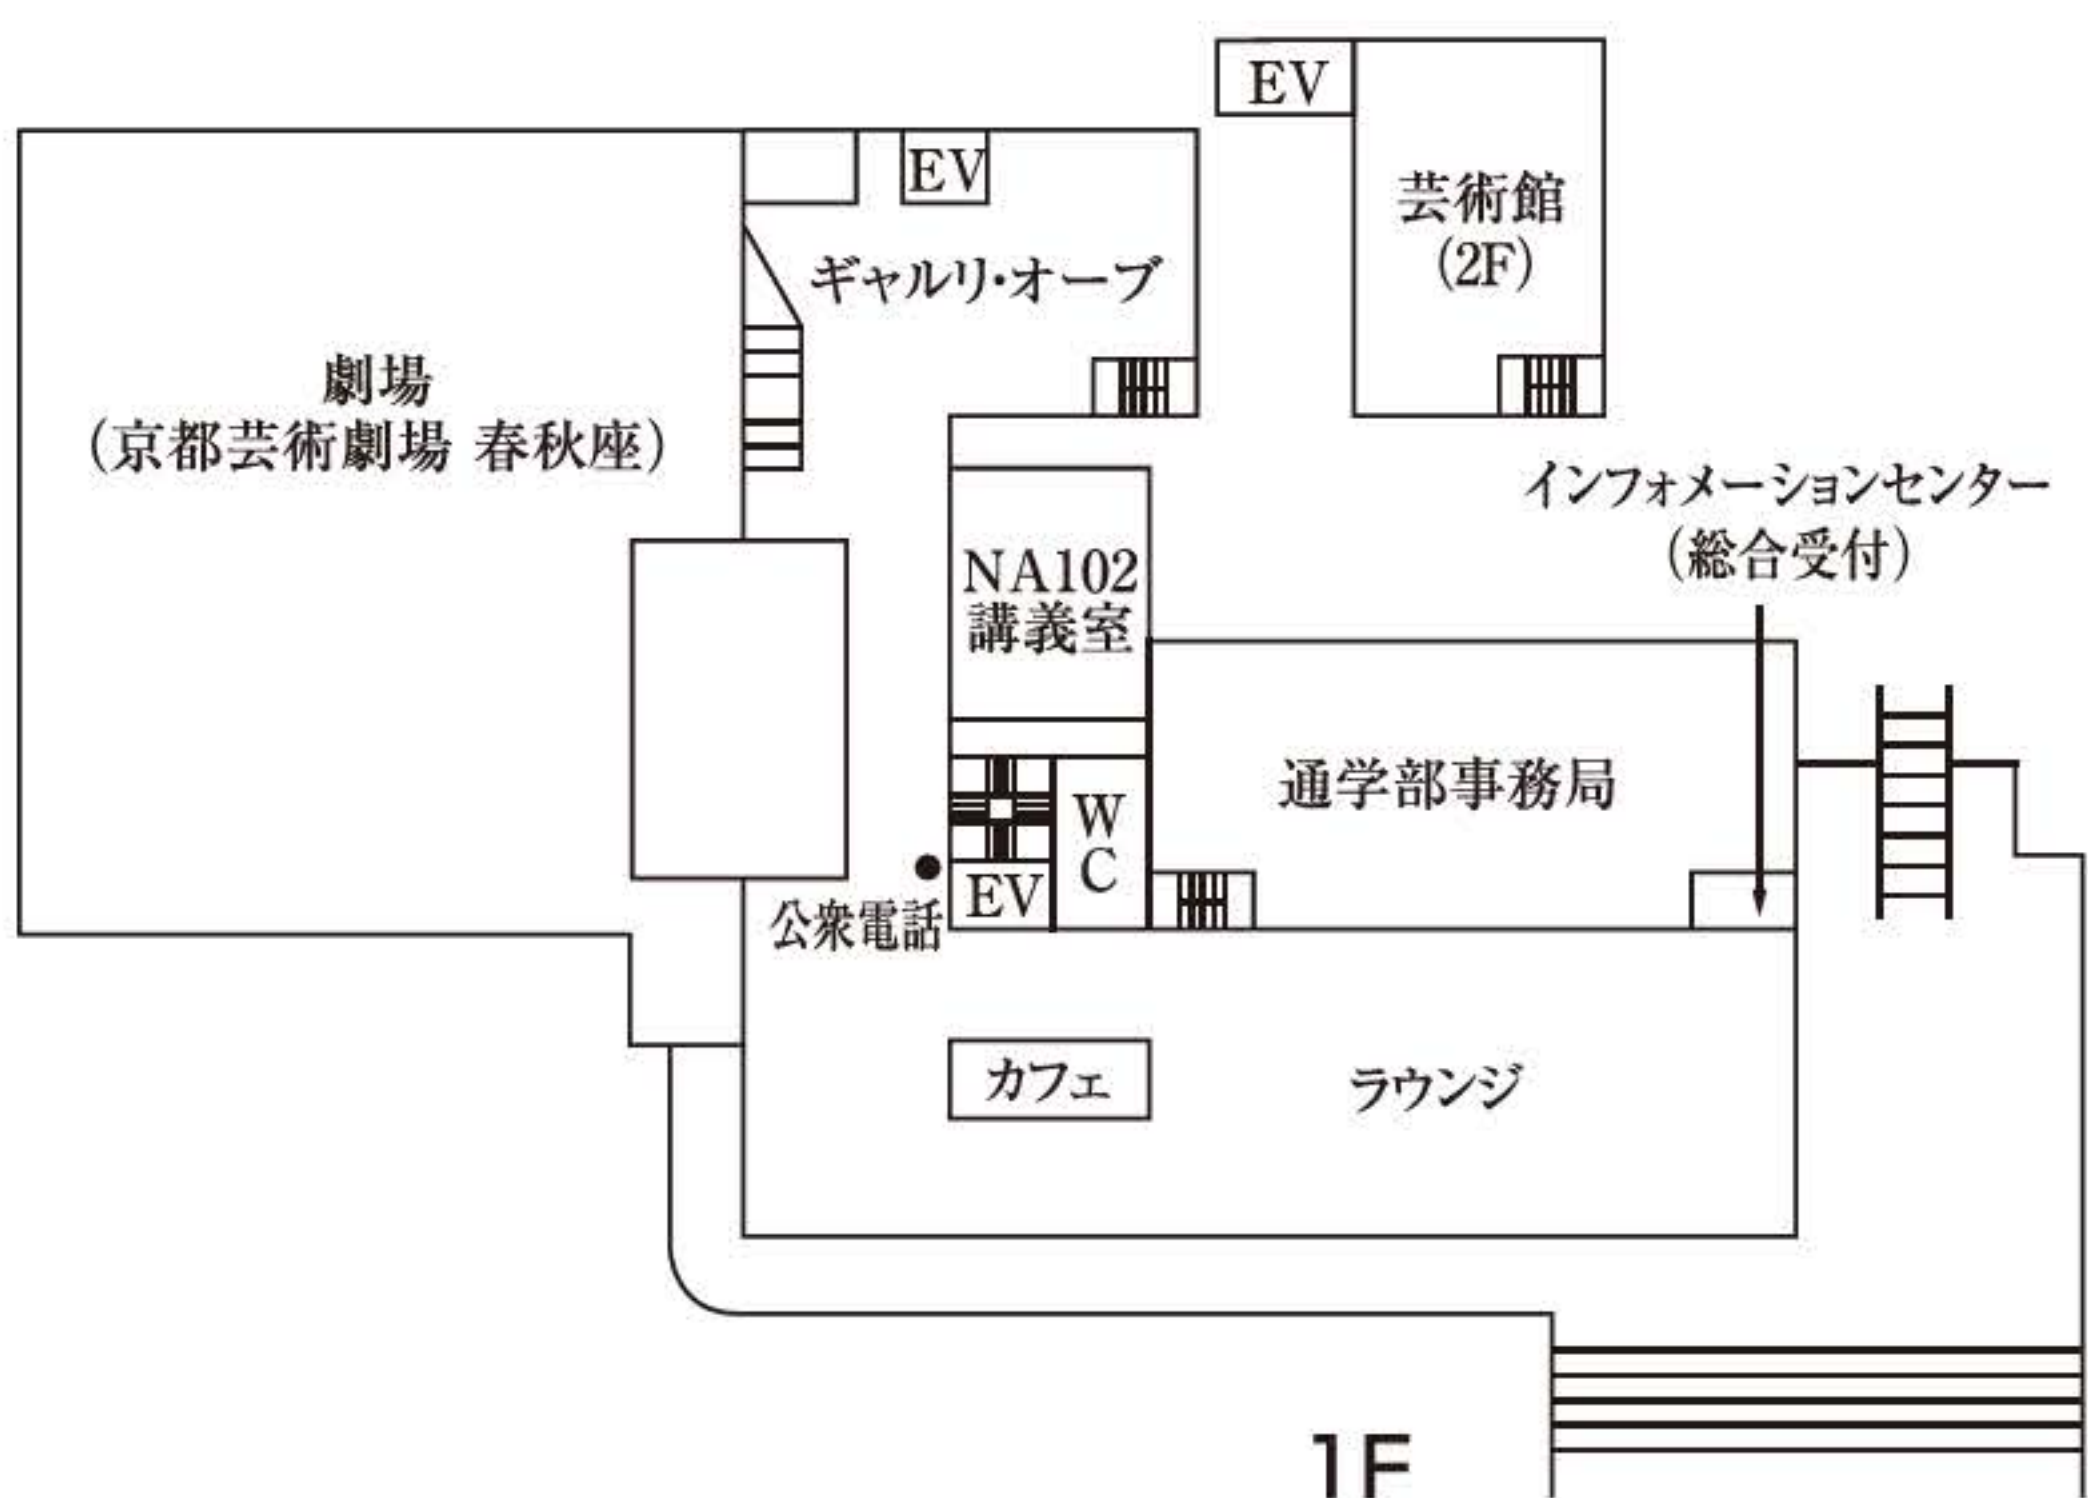 EV
芸術館
(2F)
EV
ギャルリ・オーブ
劇場
(京都芸術劇場 春秋座)
インフォメーションセンター
(総合受付)
NA102
講義室
通学部事務局
W
C
EV
公衆電話
カフェ
ラウンジ
1F